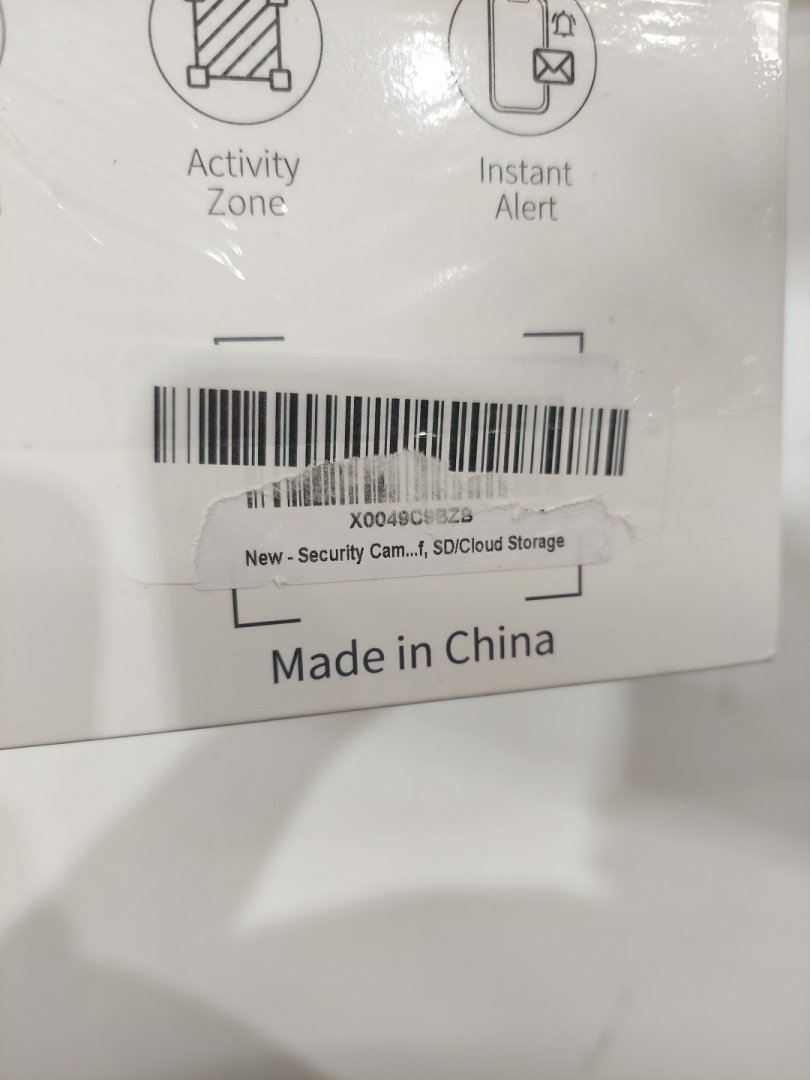 Activity
Zone
Instant
Alert
New - Security Cam...f, SD/Cloud Storage
Made in China